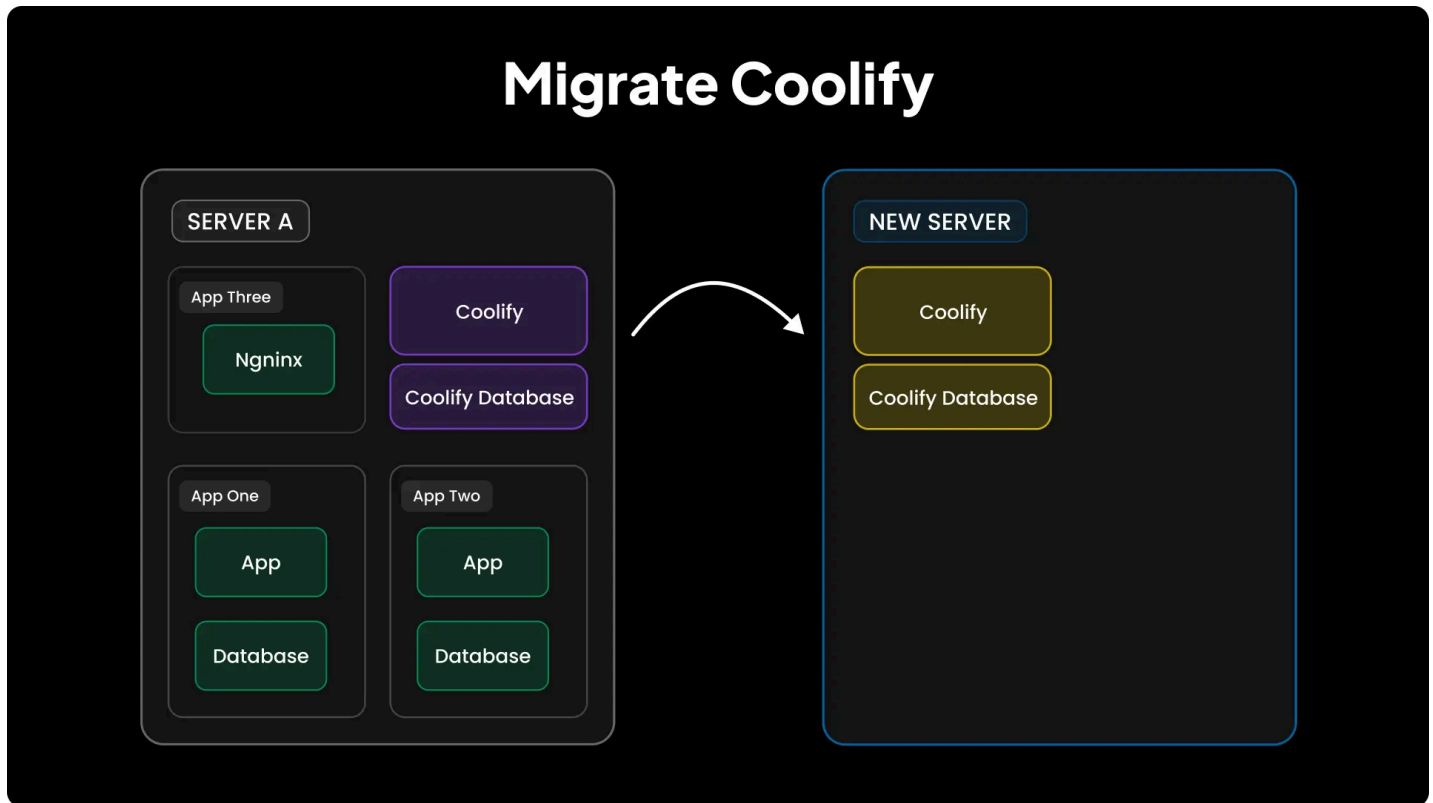 Migrate Coolify
SERVER A
App Three
Ngninx
Coolify
Coolify Database
App One
App
Database
App Two
App
Database
NEW SERVER
Coolify
Coolify Database